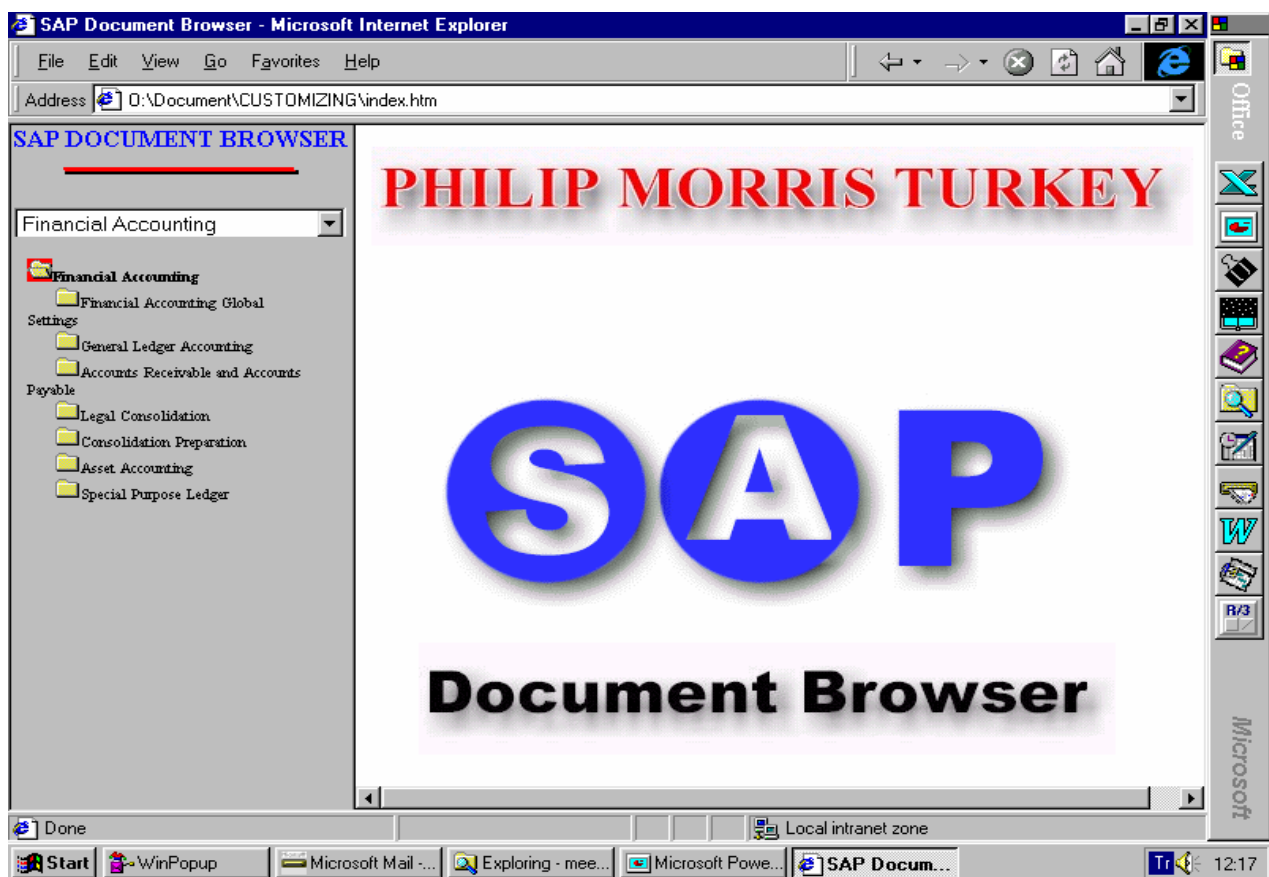 SAP Document Browser - Microsoft Internet Explorer
File Edit View Go Favorites Help
Address O:\Document\CUSTOMIZING\index.htm
Office
SAP DOCUMENT BROWSER
Financial Accounting
Financial Accounting
Financial Accounting Global
Settings
General Ledger Accounting
Accounts Receivable and Accounts
Payable
Legal Consolidation
Consolidation Preparation
Asset Accounting
Special Purpose Ledger
PHILIP MORRIS TURKEY
SAP
Document Browser
R/3
Microsoft
Done
Local intranet zone
Start WinPopup Microsoft Mail -... Exploring - mee... Microsoft Powe... SAP Docum... Tr 12:17